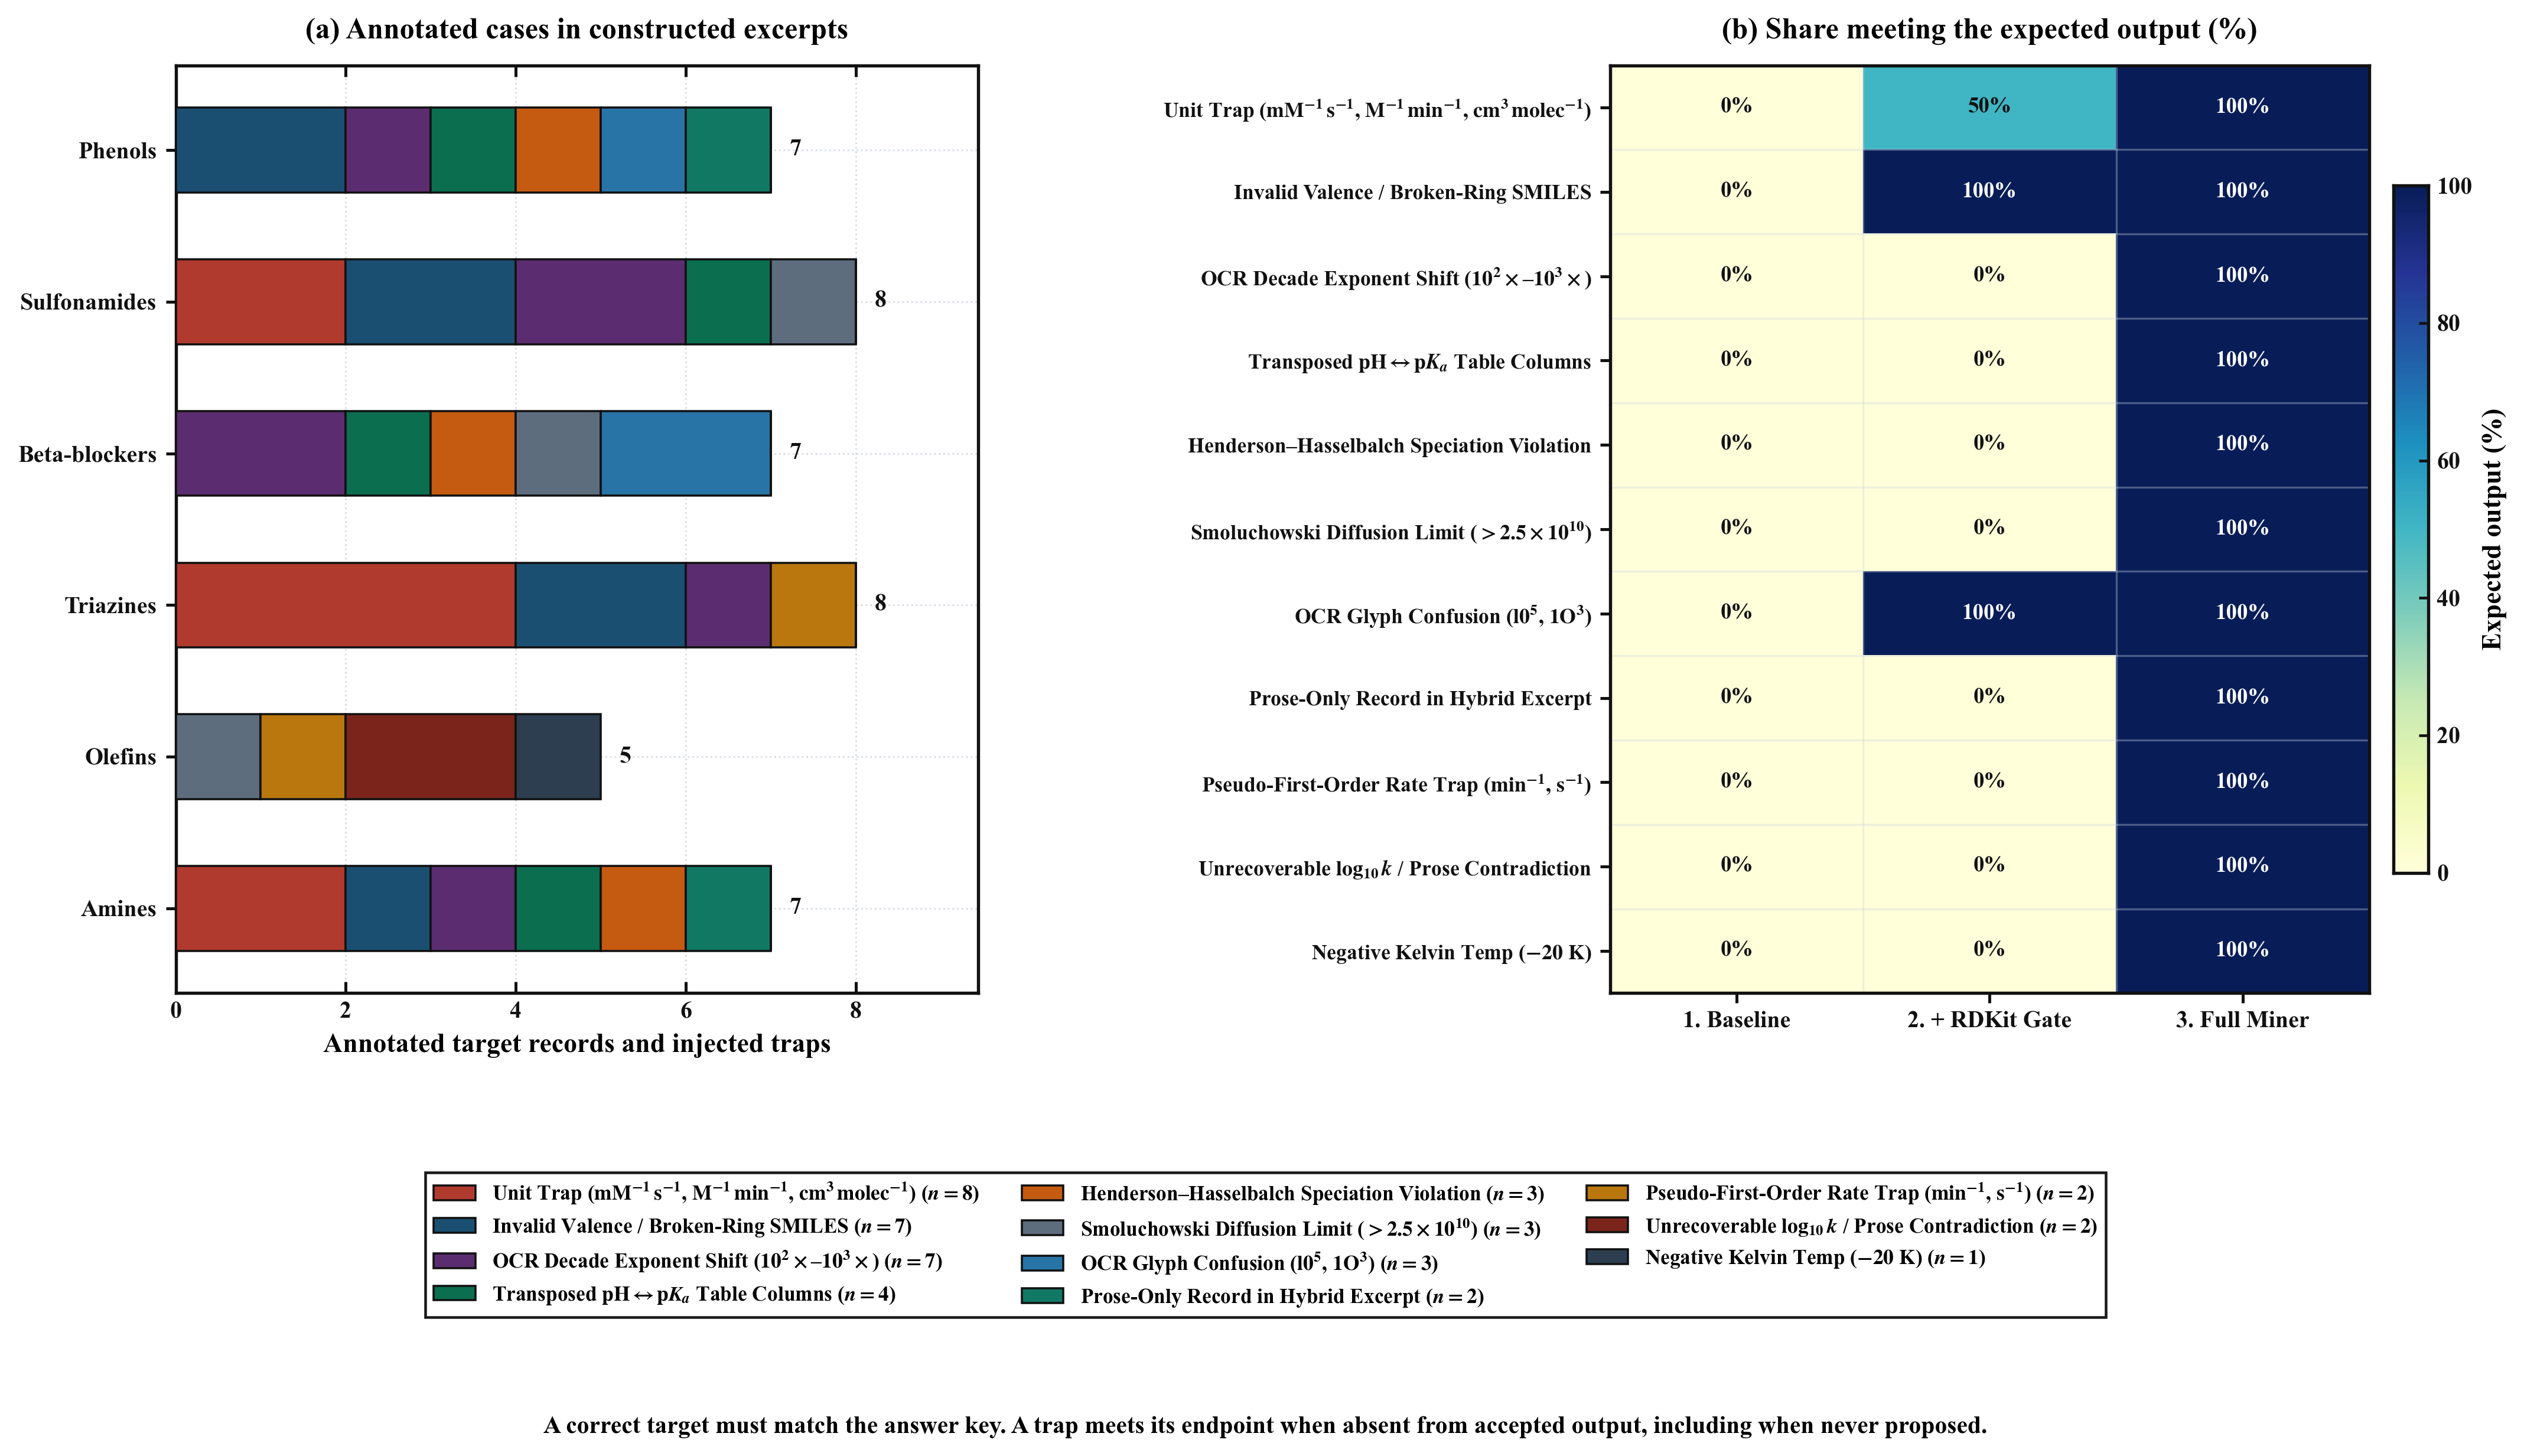 (a) Annotated cases in constructed excerpts
Phenols
7
Sulfonamides
8
Beta-blockers
7
Triazines
8
Olefins
5
Amines
7
0 2 4 6 8
Annotated target records and injected traps
(b) Share meeting the expected output (%)
Unit Trap (mM⁻¹ s⁻¹, M⁻¹ min⁻¹, cm³ molec⁻¹) 0% 50% 100%
Invalid Valence / Broken-Ring SMILES 0% 100% 100%
OCR Decade Exponent Shift (10² × –10³ × ) 0% 0% 100%
Transposed pH ↔ pKₐ Table Columns 0% 0% 100%
Henderson–Hasselbalch Speciation Violation 0% 0% 100%
Smoluchowski Diffusion Limit ( > 2.5 × 10¹⁰) 0% 0% 100%
OCR Glyph Confusion (l0⁵, 1O³) 0% 100% 100%
Prose-Only Record in Hybrid Excerpt 0% 0% 100%
Pseudo-First-Order Rate Trap (min⁻¹, s⁻¹) 0% 0% 100%
Unrecoverable log₁₀ k / Prose Contradiction 0% 0% 100%
Negative Kelvin Temp (−20 K) 0% 0% 100%
1. Baseline 2. + RDKit Gate 3. Full Miner
100
80
60
40
20
0
Expected output (%)
Unit Trap (mM⁻¹ s⁻¹, M⁻¹ min⁻¹, cm³ molec⁻¹) (n = 8)
Invalid Valence / Broken-Ring SMILES (n = 7)
OCR Decade Exponent Shift (10² × –10³ × ) (n = 7)
Transposed pH ↔ pKₐ Table Columns (n = 4)
Henderson–Hasselbalch Speciation Violation (n = 3)
Smoluchowski Diffusion Limit ( > 2.5 × 10¹⁰) (n = 3)
OCR Glyph Confusion (l0⁵, 1O³) (n = 3)
Prose-Only Record in Hybrid Excerpt (n = 2)
Pseudo-First-Order Rate Trap (min⁻¹, s⁻¹) (n = 2)
Unrecoverable log₁₀ k / Prose Contradiction (n = 2)
Negative Kelvin Temp (−20 K) (n = 1)
A correct target must match the answer key. A trap meets its endpoint when absent from accepted output, including when never proposed.